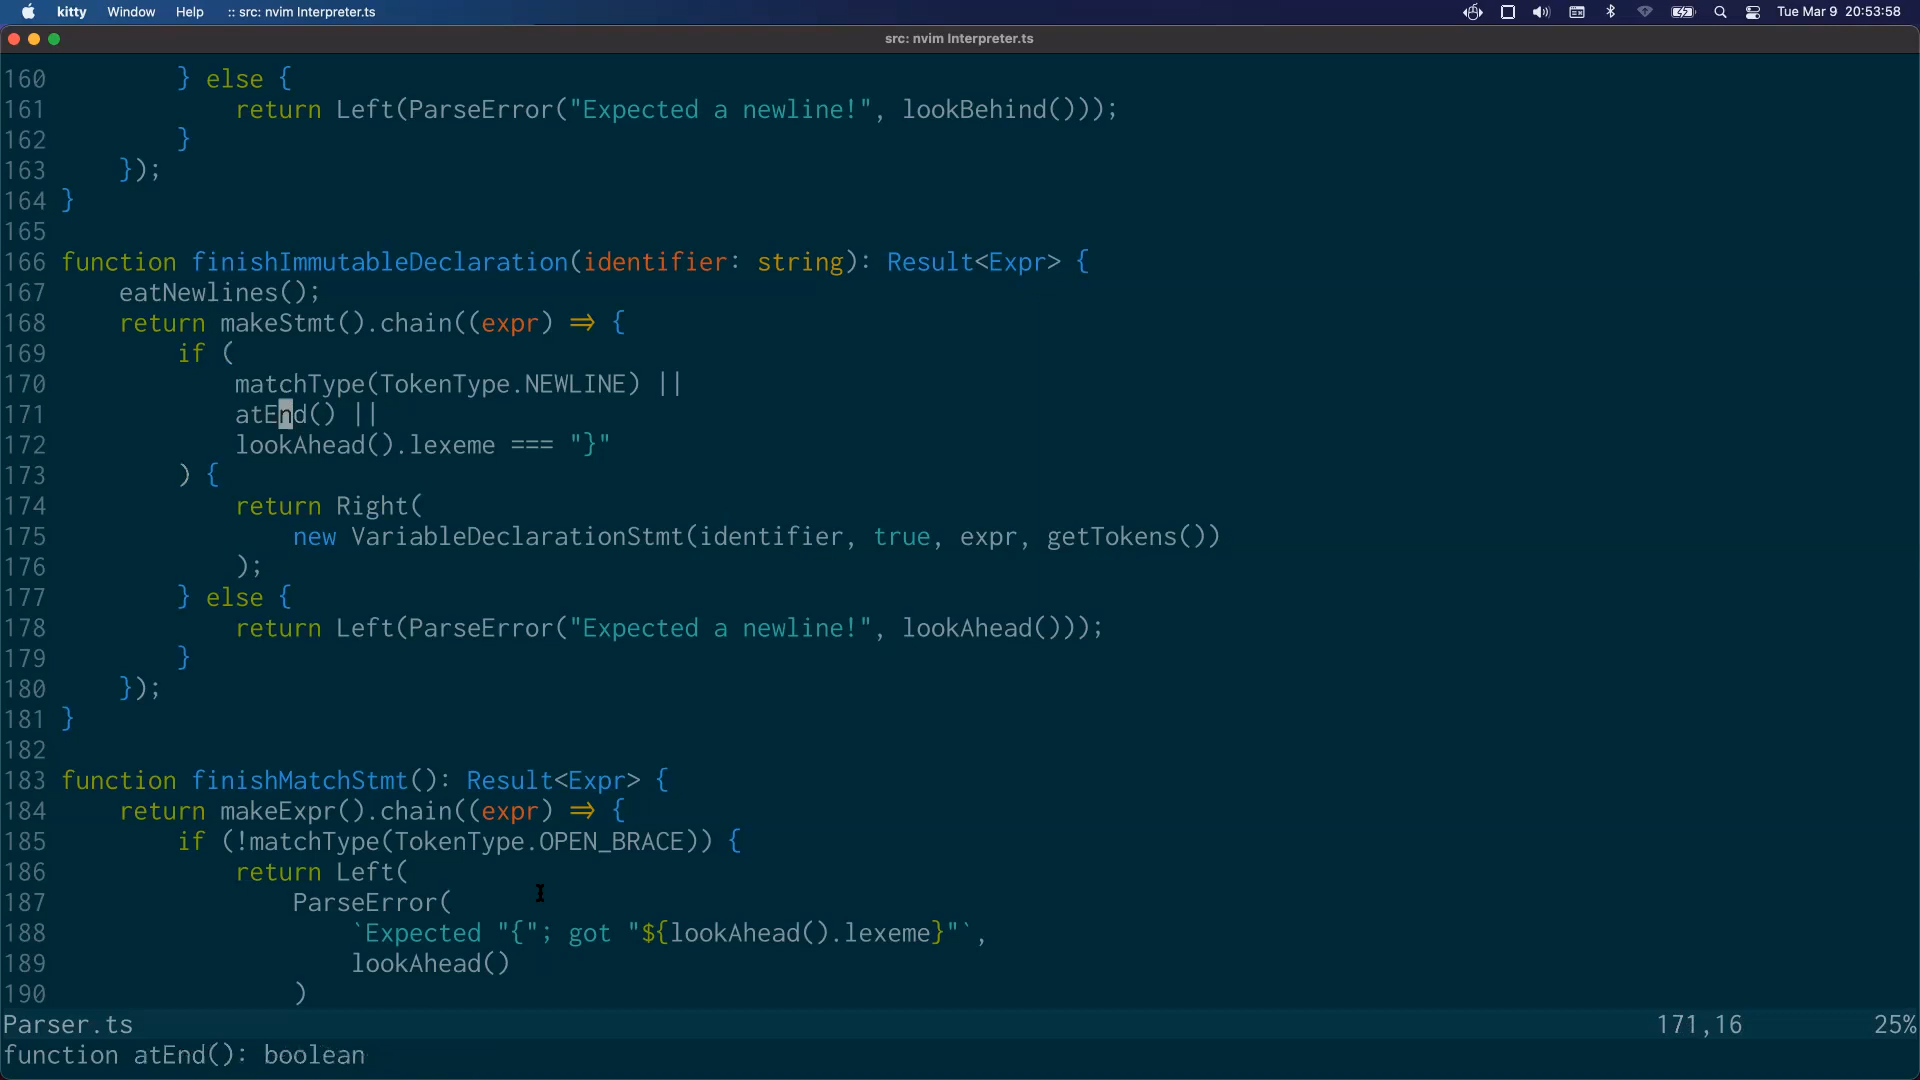 kitty Window Help :: src: nvim Interpreter.ts Tue Mar 9 20:53:58
src: nvim Interpreter.ts
160         } else {
161             return Left(ParseError("Expected a newline!", lookBehind()));
162         }
163     });
164 }
165
166 function finishImmutableDeclaration(identifier: string): Result<Expr> {
167     eatNewlines();
168     return makeStmt().chain((expr) => {
169         if (
170             matchType(TokenType.NEWLINE) ||
171             atEnd() ||
172             lookAhead().lexeme === "}"
173         ) {
174             return Right(
175                 new VariableDeclarationStmt(identifier, true, expr, getTokens())
176             );
177         } else {
178             return Left(ParseError("Expected a newline!", lookAhead()));
179         }
180     });
181 }
182
183 function finishMatchStmt(): Result<Expr> {
184     return makeExpr().chain((expr) => {
185         if (!matchType(TokenType.OPEN_BRACE)) {
186             return Left(
187                 ParseError(
188                     `Expected "{"; got "${lookAhead().lexeme}"`,
189                     lookAhead()
190                 )
Parser.ts 171,16 25%
function atEnd(): boolean